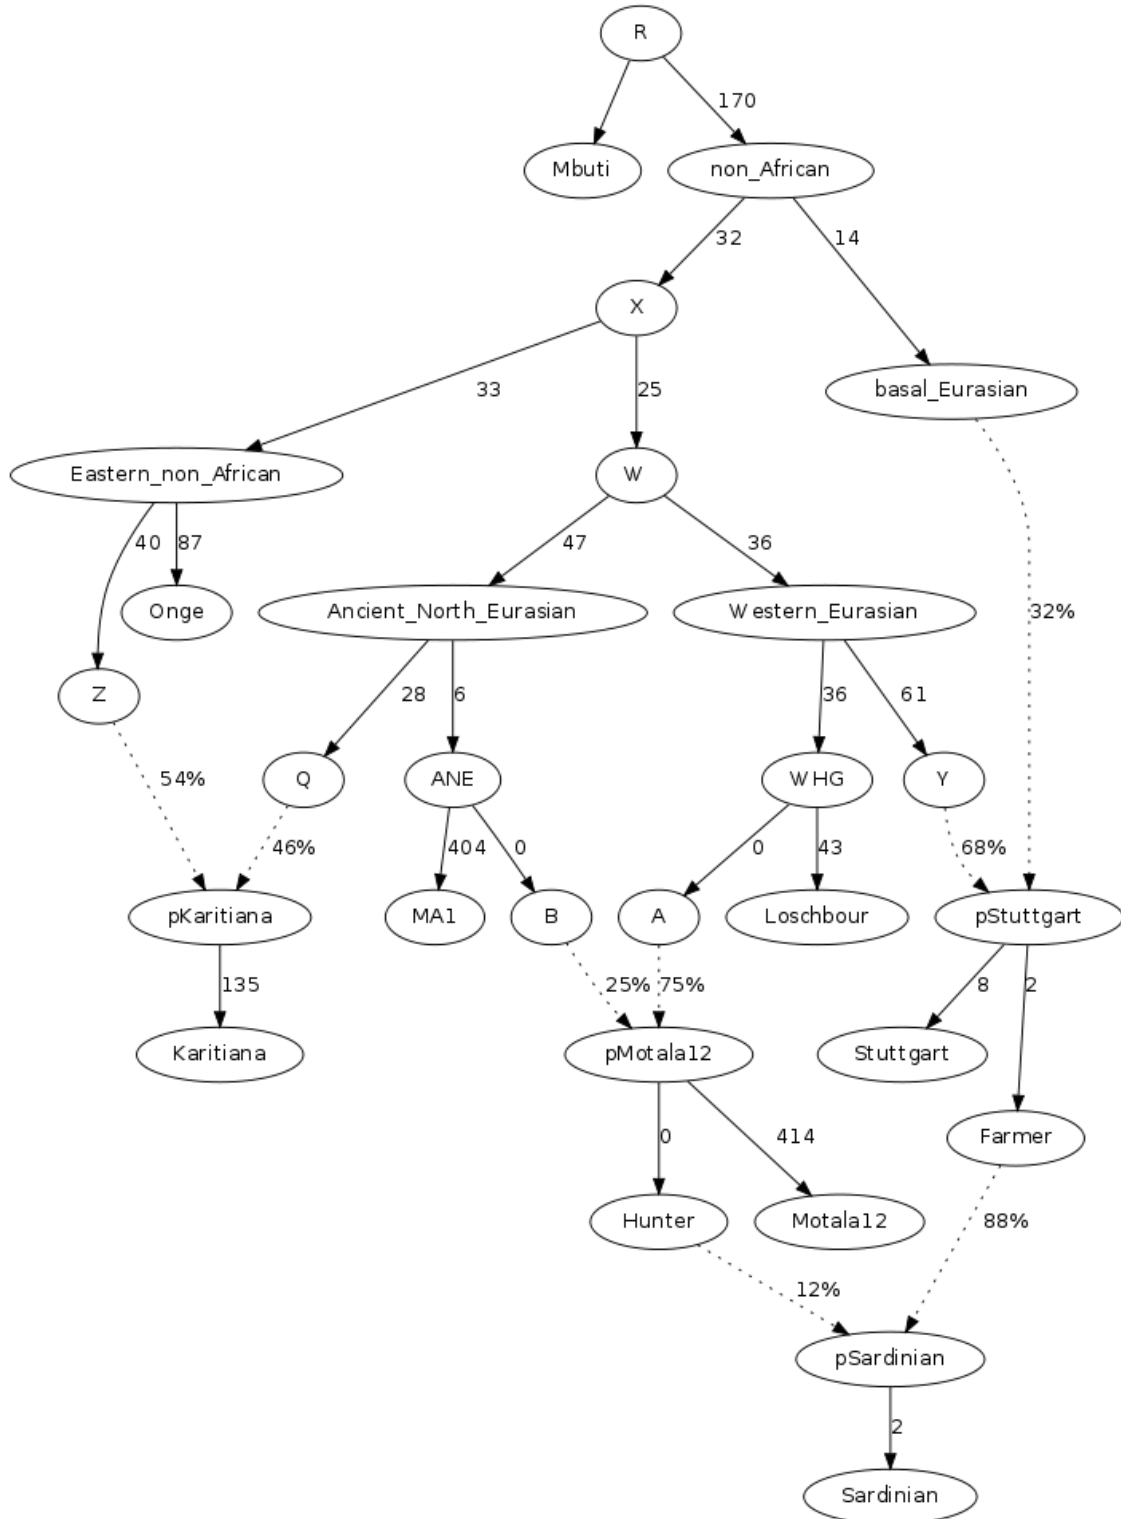 R
170
Mbuti
non_African
32
14
X
33
25
basal_Eurasian
Eastern_non_African
W
40
87
47
36
Onge
Ancient_North_Eurasian
Western_Eurasian
32%
Z
28
6
36
61
54%
Q
ANE
WHG
Y
46%
404
0
0
43
68%
pKaritiana
MA1
B
A
Loschbour
pStuttgart
135
25%
75%
8
2
Karitiana
pMotala12
Stuttgart
0
414
Farmer
Hunter
Motala12
88%
12%
pSardinian
2
Sardinian